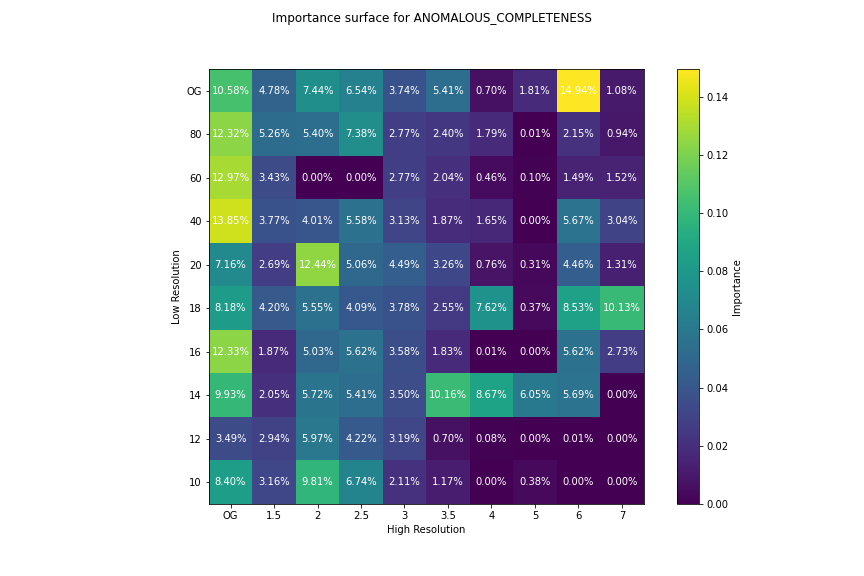 Importance surface for ANOMALOUS_COMPLETENESS
OG 10.58% 4.78% 7.44% 6.54% 3.74% 5.41% 0.70% 1.81% 14.94% 1.08%
80 12.32% 5.26% 5.40% 7.38% 2.77% 2.40% 1.79% 0.01% 2.15% 0.94%
60 12.97% 3.43% 0.00% 0.00% 2.77% 2.04% 0.46% 0.10% 1.49% 1.52%
40 13.85% 3.77% 4.01% 5.58% 3.13% 1.87% 1.65% 0.00% 5.67% 3.04%
20 7.16% 2.69% 12.44% 5.06% 4.49% 3.26% 0.76% 0.31% 4.46% 1.31%
18 8.18% 4.20% 5.55% 4.09% 3.78% 2.55% 7.62% 0.37% 8.53% 10.13%
16 12.33% 1.87% 5.03% 5.62% 3.58% 1.83% 0.01% 0.00% 5.62% 2.73%
14 9.93% 2.05% 5.72% 5.41% 3.50% 10.16% 8.67% 6.05% 5.69% 0.00%
12 3.49% 2.94% 5.97% 4.22% 3.19% 0.70% 0.08% 0.00% 0.01% 0.00%
10 8.40% 3.16% 9.81% 6.74% 2.11% 1.17% 0.00% 0.38% 0.00% 0.00%
OG 1.5 2 2.5 3 3.5 4 5 6 7
High Resolution
Low Resolution
0.14
0.12
0.10
0.08
0.06
0.04
0.02
0.00
Importance